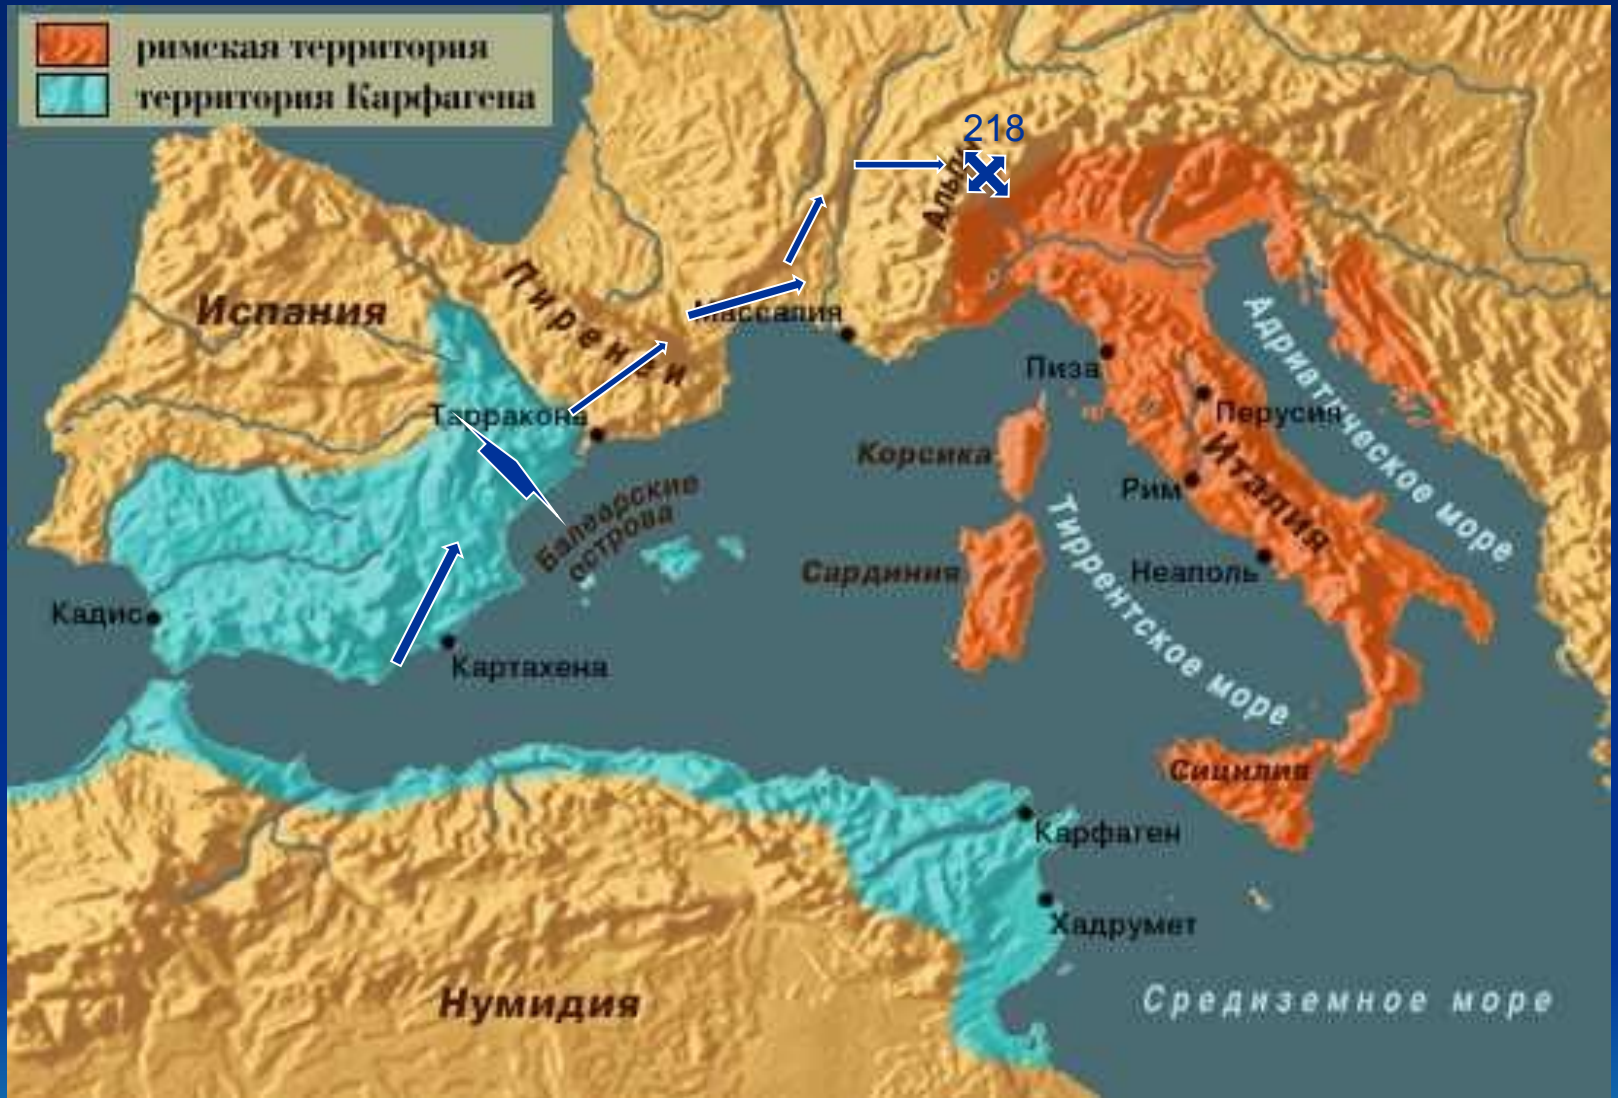 римская территория
территория Карфагена
218
Альпы
Испания
Пиренеи
Массалия
Адриатическое море
Пиза
Перусия
Тарракона
Корсика
Италия
Рим
Балеарские
острова
Тиррентское море
Сардиния
Неаполь
Кадис
Картахена
Сицилия
Карфаген
Хадрумет
Нумидия
Средиземное море